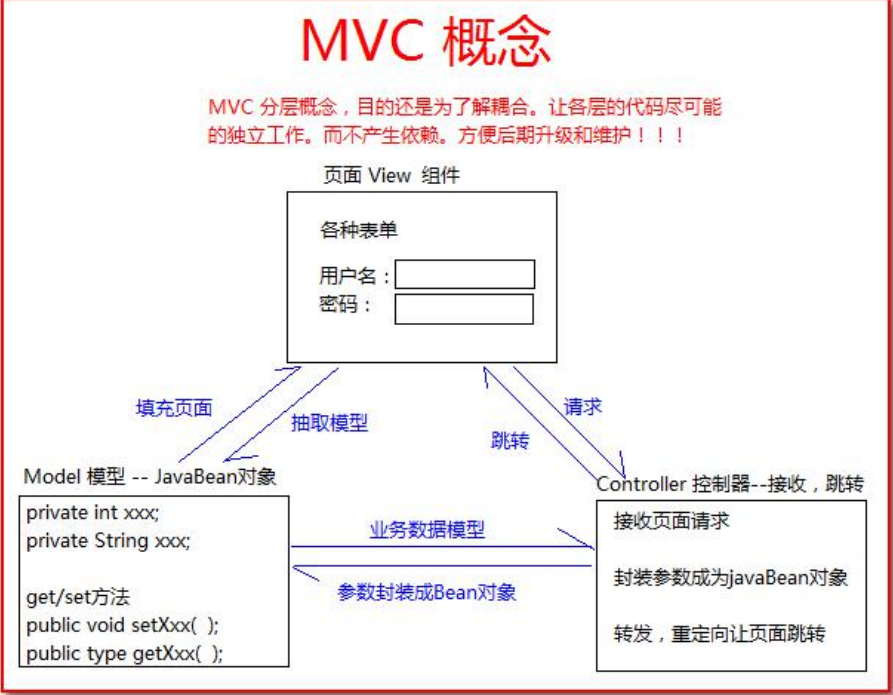 MVC 概念
MVC 分层概念，目的还是为了解耦合。让各层的代码尽可能
的独立工作。而不产生依赖。方便后期升级和维护！！！
页面 View 组件
各种表单
用户名：
密码：
填充页面
抽取模型
请求
跳转
Model 模型 -- JavaBean对象
private int xxx;
private String xxx;
get/set方法
public void setXxx( );
public type getXxx( );
业务数据模型
参数封装成Bean对象
Controller 控制器--接收，跳转
接收页面请求
封装参数成为javaBean对象
转发，重定向让页面跳转